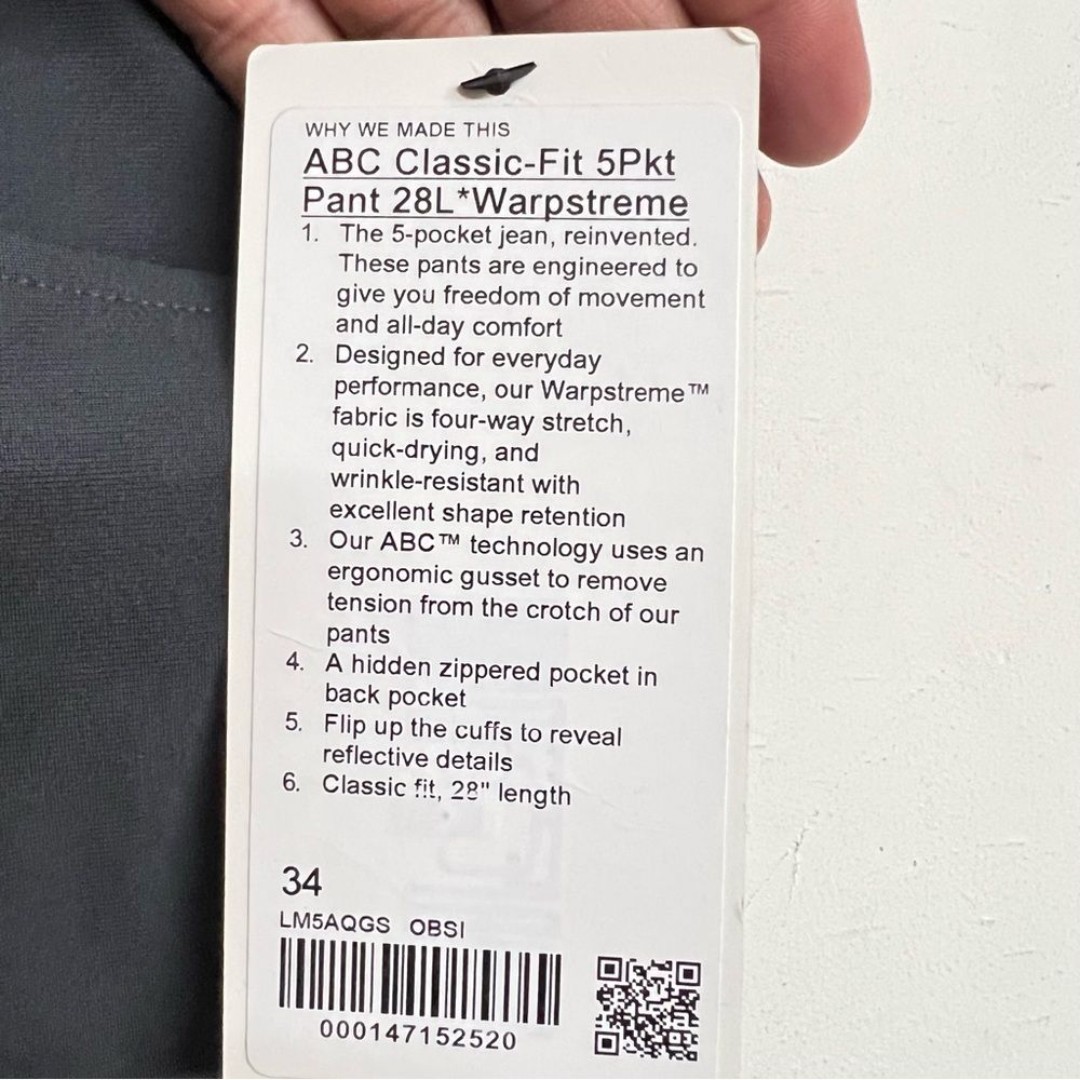 WHY WE MADE THIS
ABC Classic-Fit 5Pkt
Pant 28L*Warpstreme
1. The 5-pocket jean, reinvented.
These pants are engineered to
give you freedom of movement
and all-day comfort
2. Designed for everyday
performance, our Warpstreme™
fabric is four-way stretch,
quick-drying, and
wrinkle-resistant with
excellent shape retention
3. Our ABC™ technology uses an
ergonomic gusset to remove
tension from the crotch of our
pants
4. A hidden zippered pocket in
back pocket
5. Flip up the cuffs to reveal
reflective details
6. Classic fit, 28" length
34
LM5AQGS OBSI
000147152520